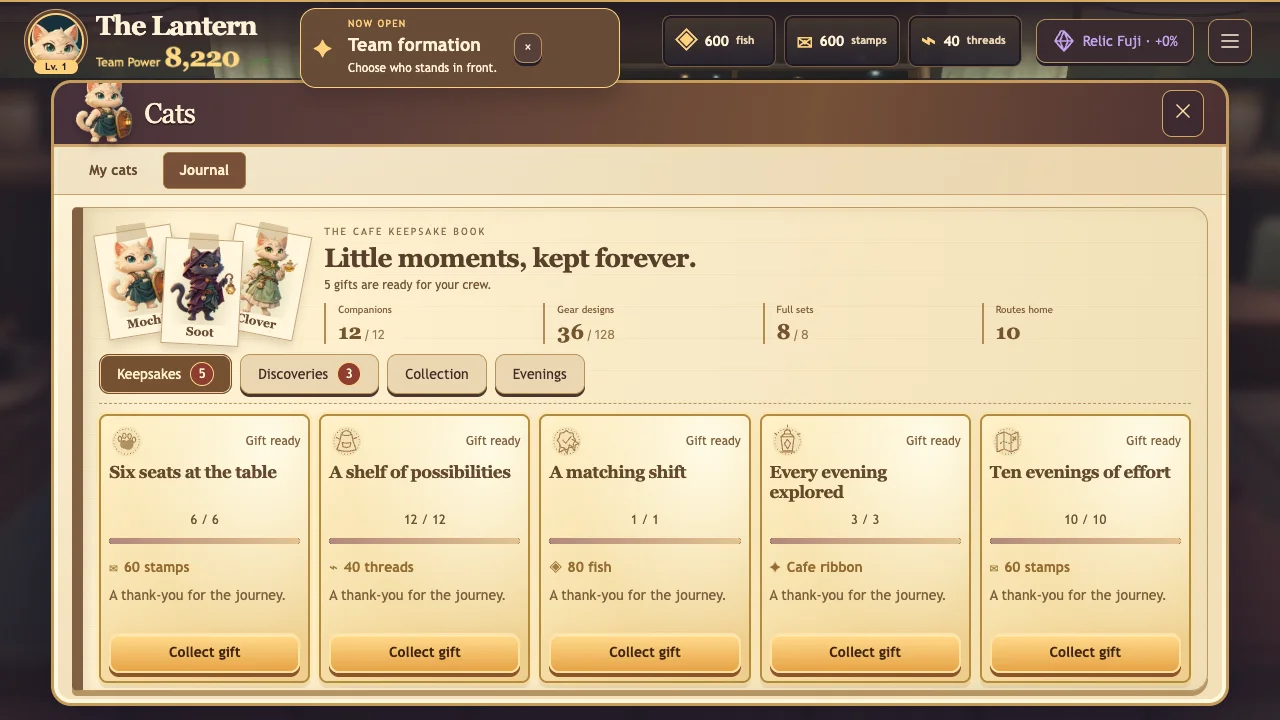 The Lantern
Lv. 1
Team Power 8,220
NOW OPEN
Team formation
Choose who stands in front.
×
600 fish
600 stamps
40 threads
Relic Fuji · +0%
Cats
My cats
Journal
Soot
Clover
THE CAFE KEEPSAKE BOOK
Little moments, kept forever.
5 gifts are ready for your crew.
Companions
12 / 12
Gear designs
36 / 128
Full sets
8 / 8
Routes home
10
Keepsakes 5
Discoveries 3
Collection
Evenings
Gift ready
Six seats at the table
6 / 6
60 stamps
A thank-you for the journey.
Collect gift
Gift ready
A shelf of possibilities
12 / 12
40 threads
A thank-you for the journey.
Collect gift
Gift ready
A matching shift
1 / 1
80 fish
A thank-you for the journey.
Collect gift
Gift ready
Every evening
explored
3 / 3
Cafe ribbon
A thank-you for the journey.
Collect gift
Gift ready
Ten evenings of effort
10 / 10
60 stamps
A thank-you for the journey.
Collect gift